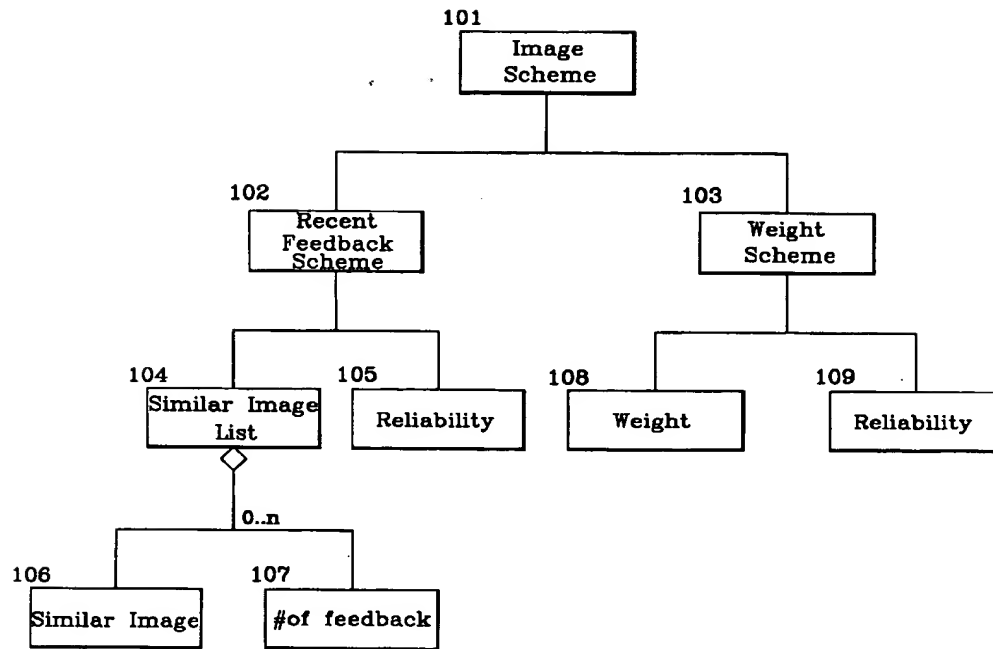 101
Image
Scheme
102
Recent
Feedback
Scheme
103
Weight
Scheme
104
Similar Image
List
105
Reliability
108
Weight
109
Reliability
0..n
106
Similar Image
107
#of feedback